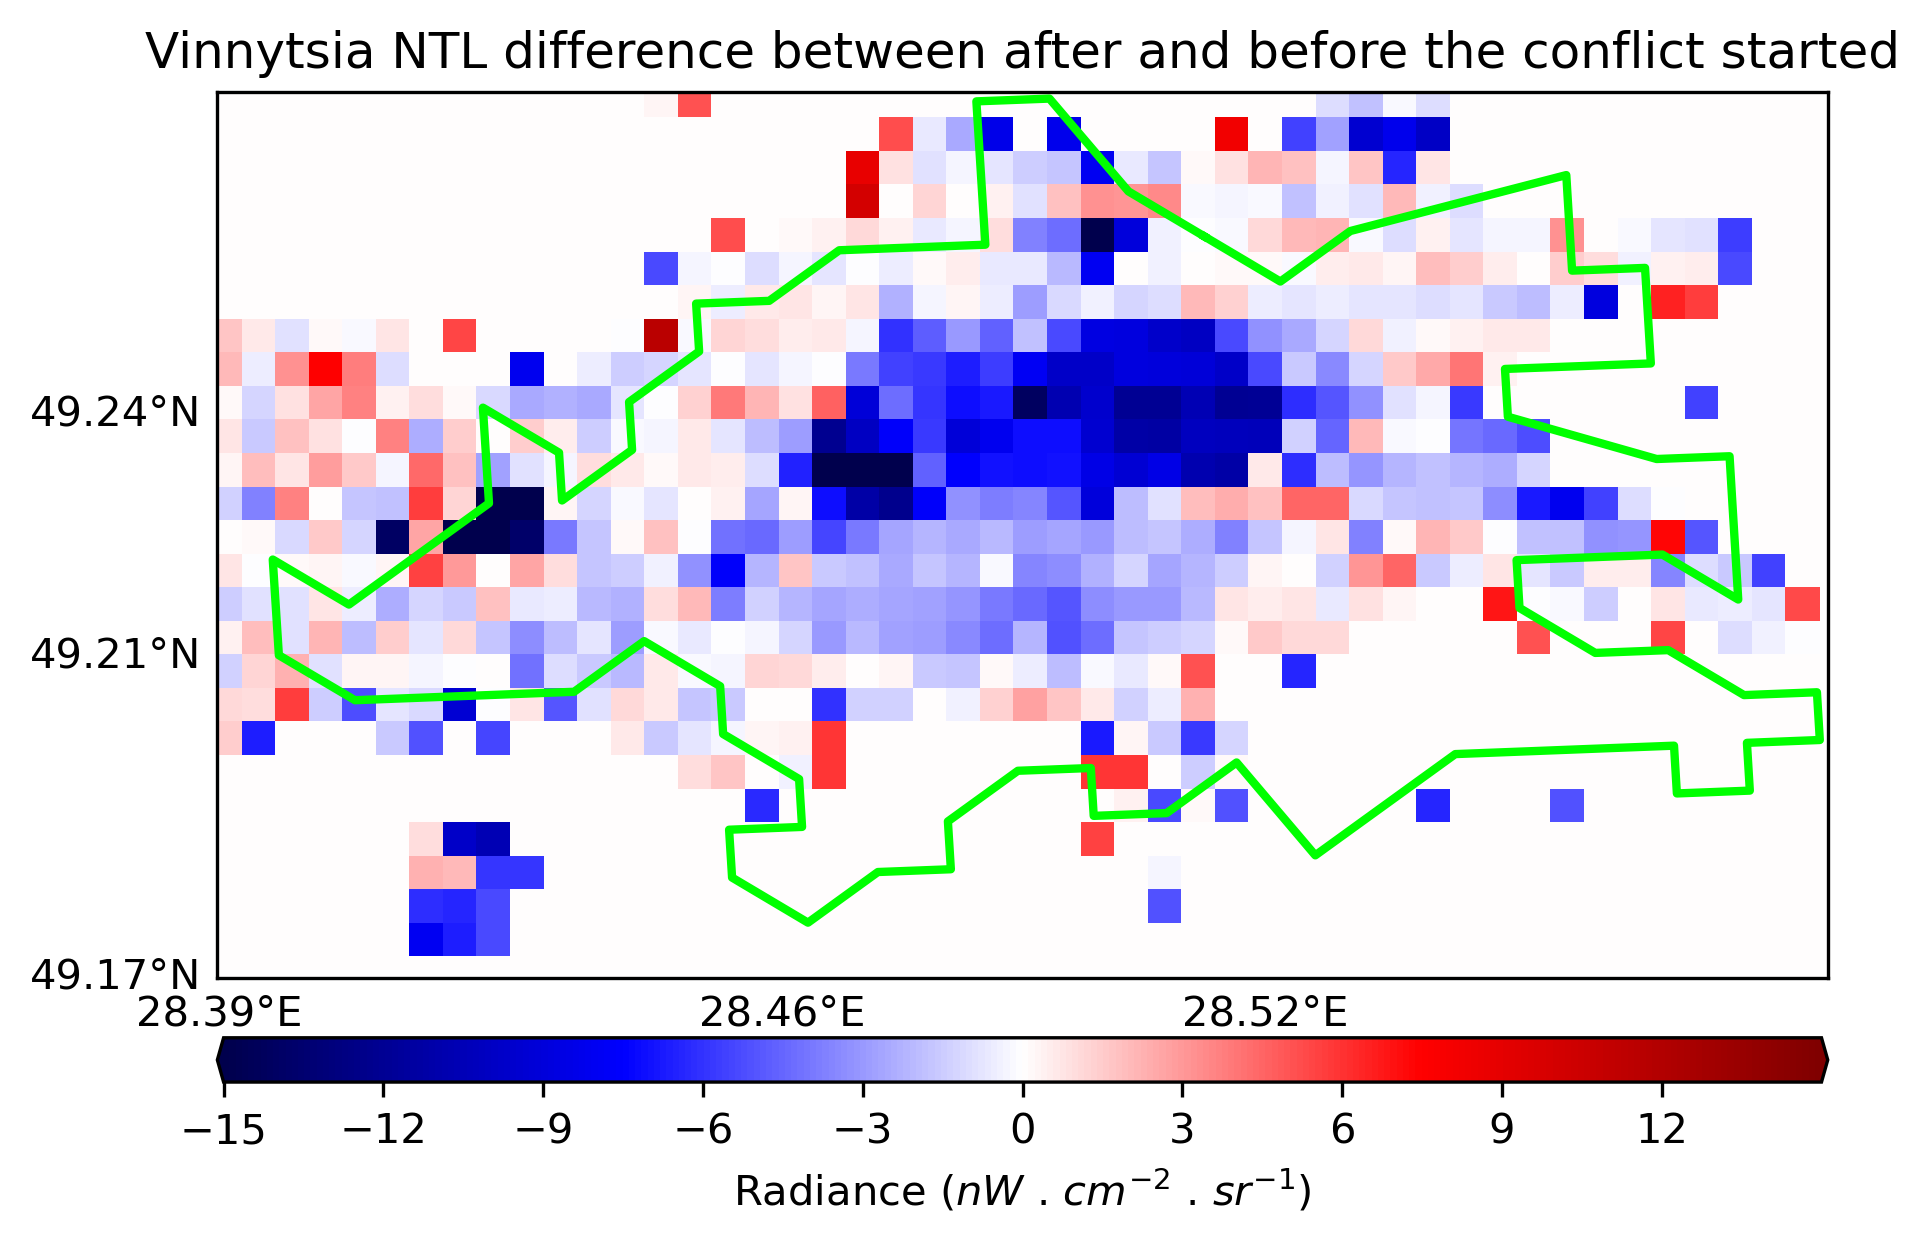 Vinnytsia NTL difference between after and before the conflict started
49.24°N
49.21°N
49.17°N
28.39°E 28.46°E 28.52°E
−15 −12 −9 −6 −3 0 3 6 9 12
Radiance (nW . cm⁻² . sr⁻¹)